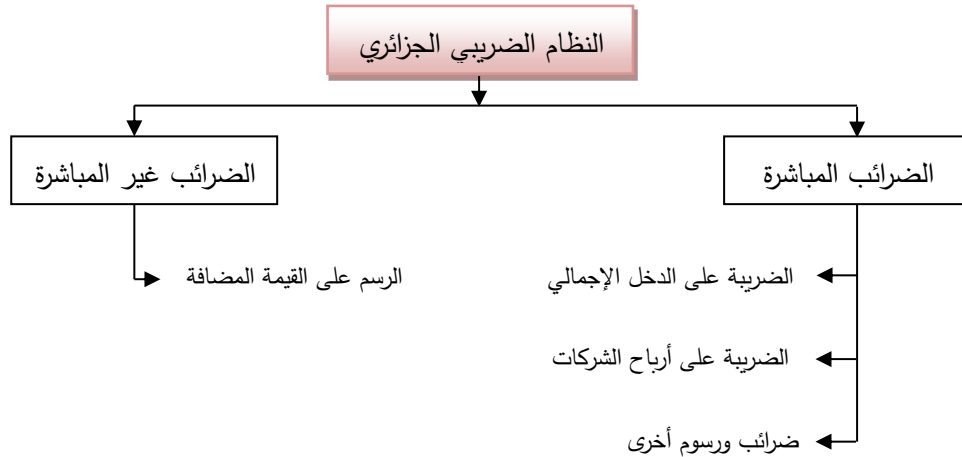 النظام الضريبي الجزائري
الضرائب المباشرة
الضرائب غير المباشرة
الضريبة على الدخل الإجمالي
الرسم على القيمة المضافة
الضريبة على أرباح الشركات
ضرائب ورسوم أخرى